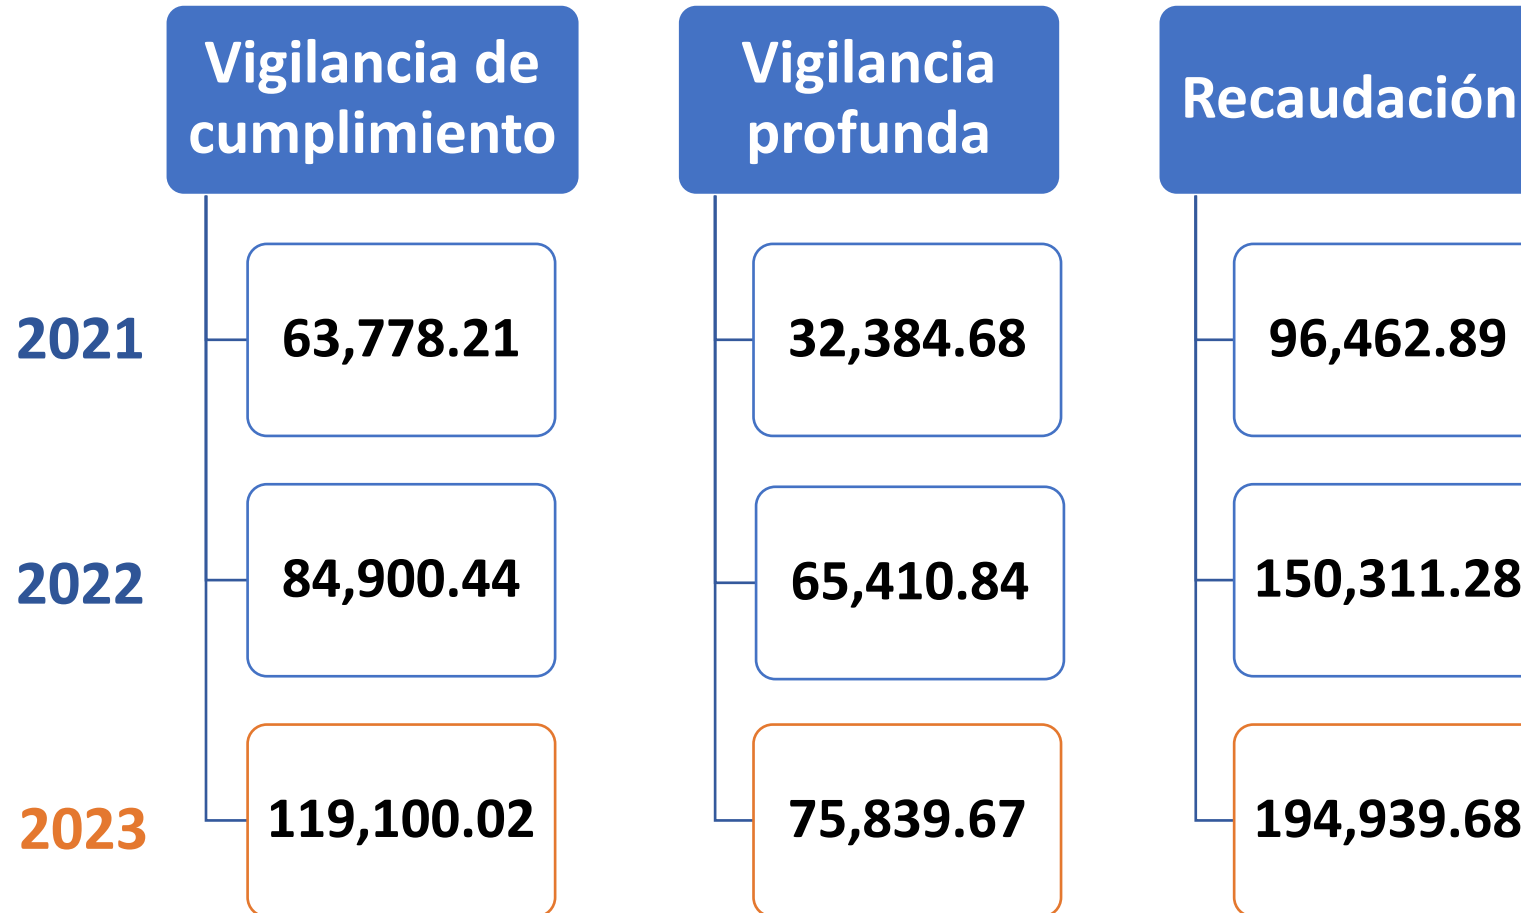 Vigilancia de
cumplimiento
Vigilancia
profunda
Recaudación
2021
63,778.21
32,384.68
96,462.89
2022
84,900.44
65,410.84
150,311.28
2023
119,100.02
75,839.67
194,939.68